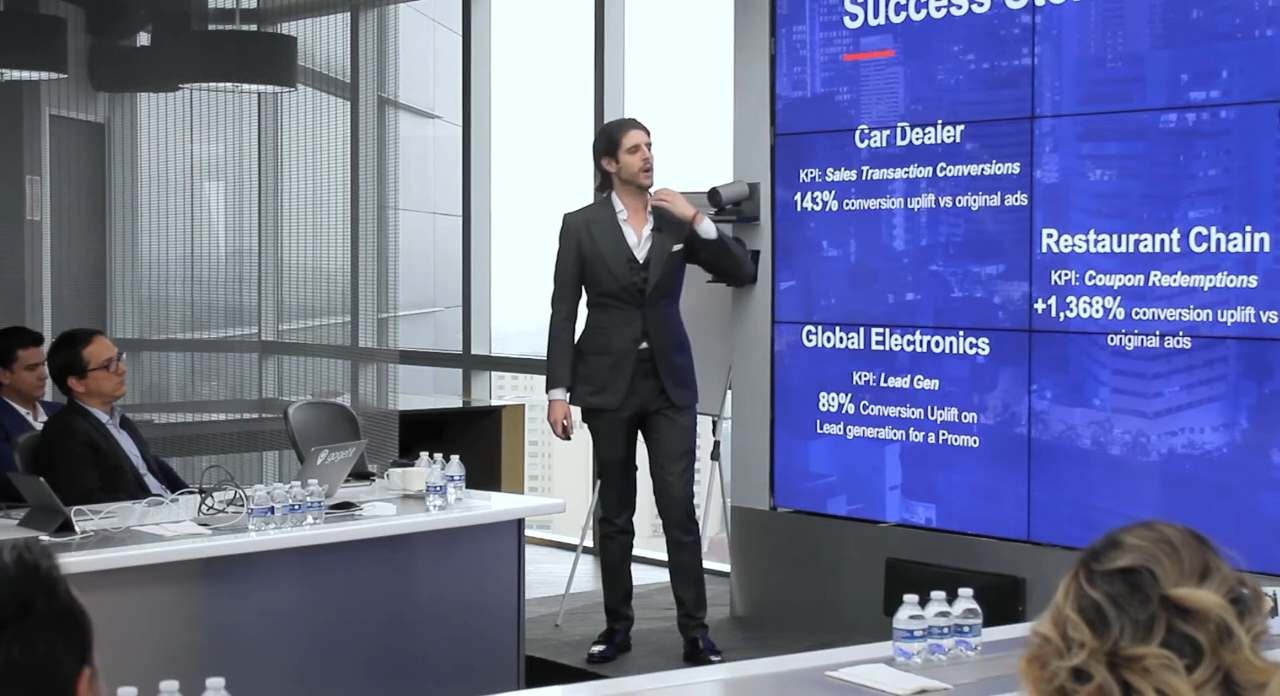 Success
Car Dealer
KPI: Sales Transaction Conversions
143% conversion uplift vs original ads
Restaurant Chain
KPI: Coupon Redemptions
+1,368% conversion uplift vs
original ads
Global Electronics
KPI: Lead Gen
89% Conversion Uplift on
Lead generation for a Promo